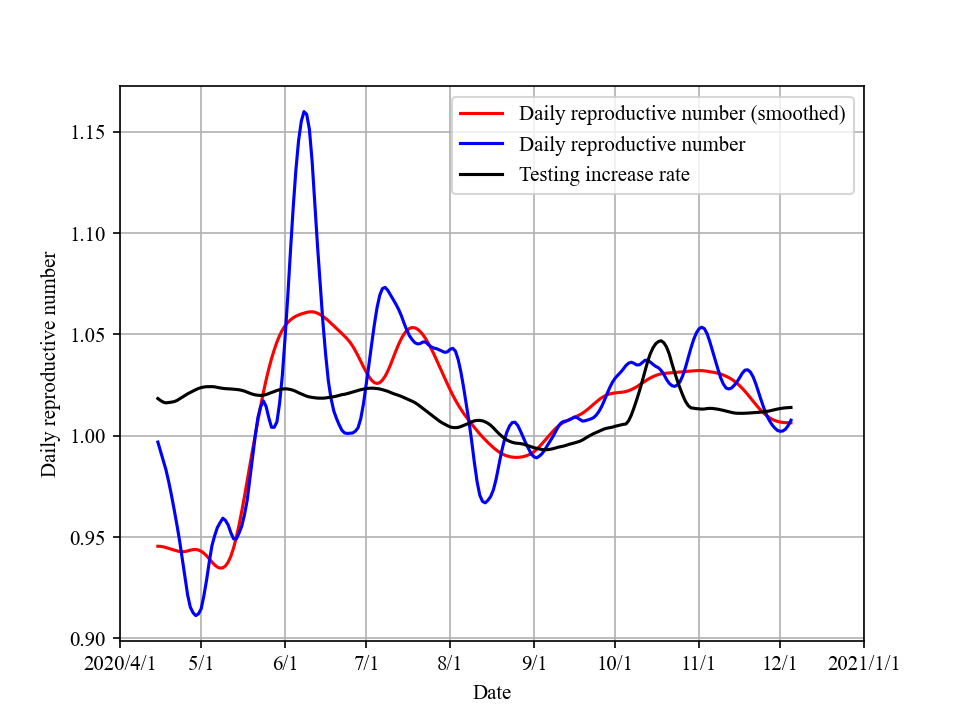 Daily reproductive number (smoothed)
Daily reproductive number
Testing increase rate
1.15
1.10
1.05
1.00
0.95
0.90
Daily reproductive number
2020/4/1 5/1 6/1 7/1 8/1 9/1 10/1 11/1 12/1 2021/1/1
Date